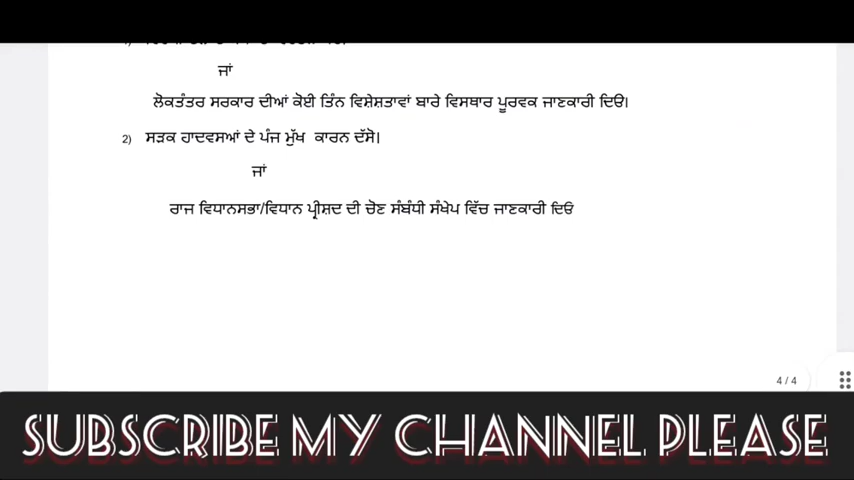 ਜਾਂ
ਲੋਕਤੰਤਰ ਸਰਕਾਰ ਦੀਆਂ ਕੋਈ ਤਿੰਨ ਵਿਸ਼ੇਸ਼ਤਾਵਾਂ ਬਾਰੇ ਵਿਸਥਾਰ ਪੂਰਵਕ ਜਾਣਕਾਰੀ ਦਿਓ।
2) ਸੜਕ ਹਾਦਵਸਆਂ ਦੇ ਪੰਜ ਮੁੱਖ ਕਾਰਨ ਦੱਸੋ।
ਜਾਂ
ਰਾਜ ਵਿਧਾਨਸਭਾ/ਵਿਧਾਨ ਪ੍ਰੀਸ਼ਦ ਦੀ ਚੋਣ ਸੰਬੰਧੀ ਸੰਖੇਪ ਵਿੱਚ ਜਾਣਕਾਰੀ ਦਿਓ
4 / 4
SUBSCRIBE MY CHANNEL PLEASE